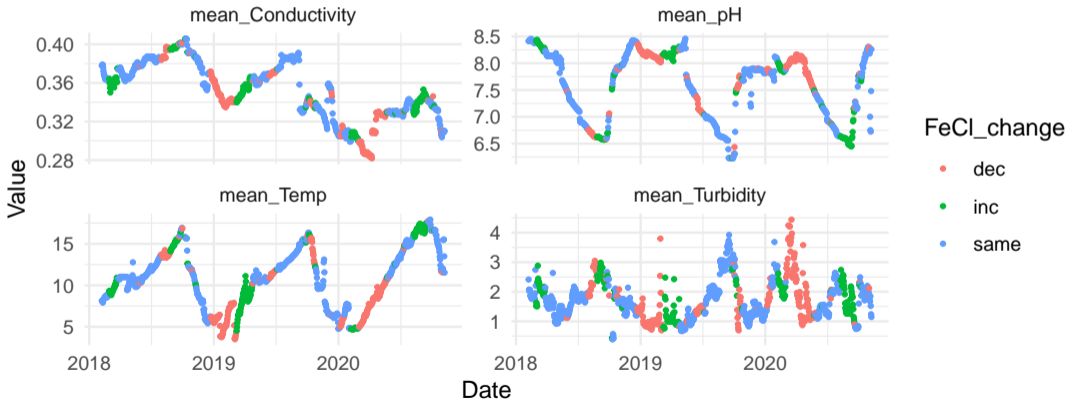 mean_Conductivity
mean_pH
0.40
0.36
0.32
0.28
8.5
8.0
7.5
7.0
6.5
Value
mean_Temp
mean_Turbidity
15
10
5
4
3
2
1
2018
2019
2020
2018
2019
2020
Date
FeCl_change
dec
inc
same